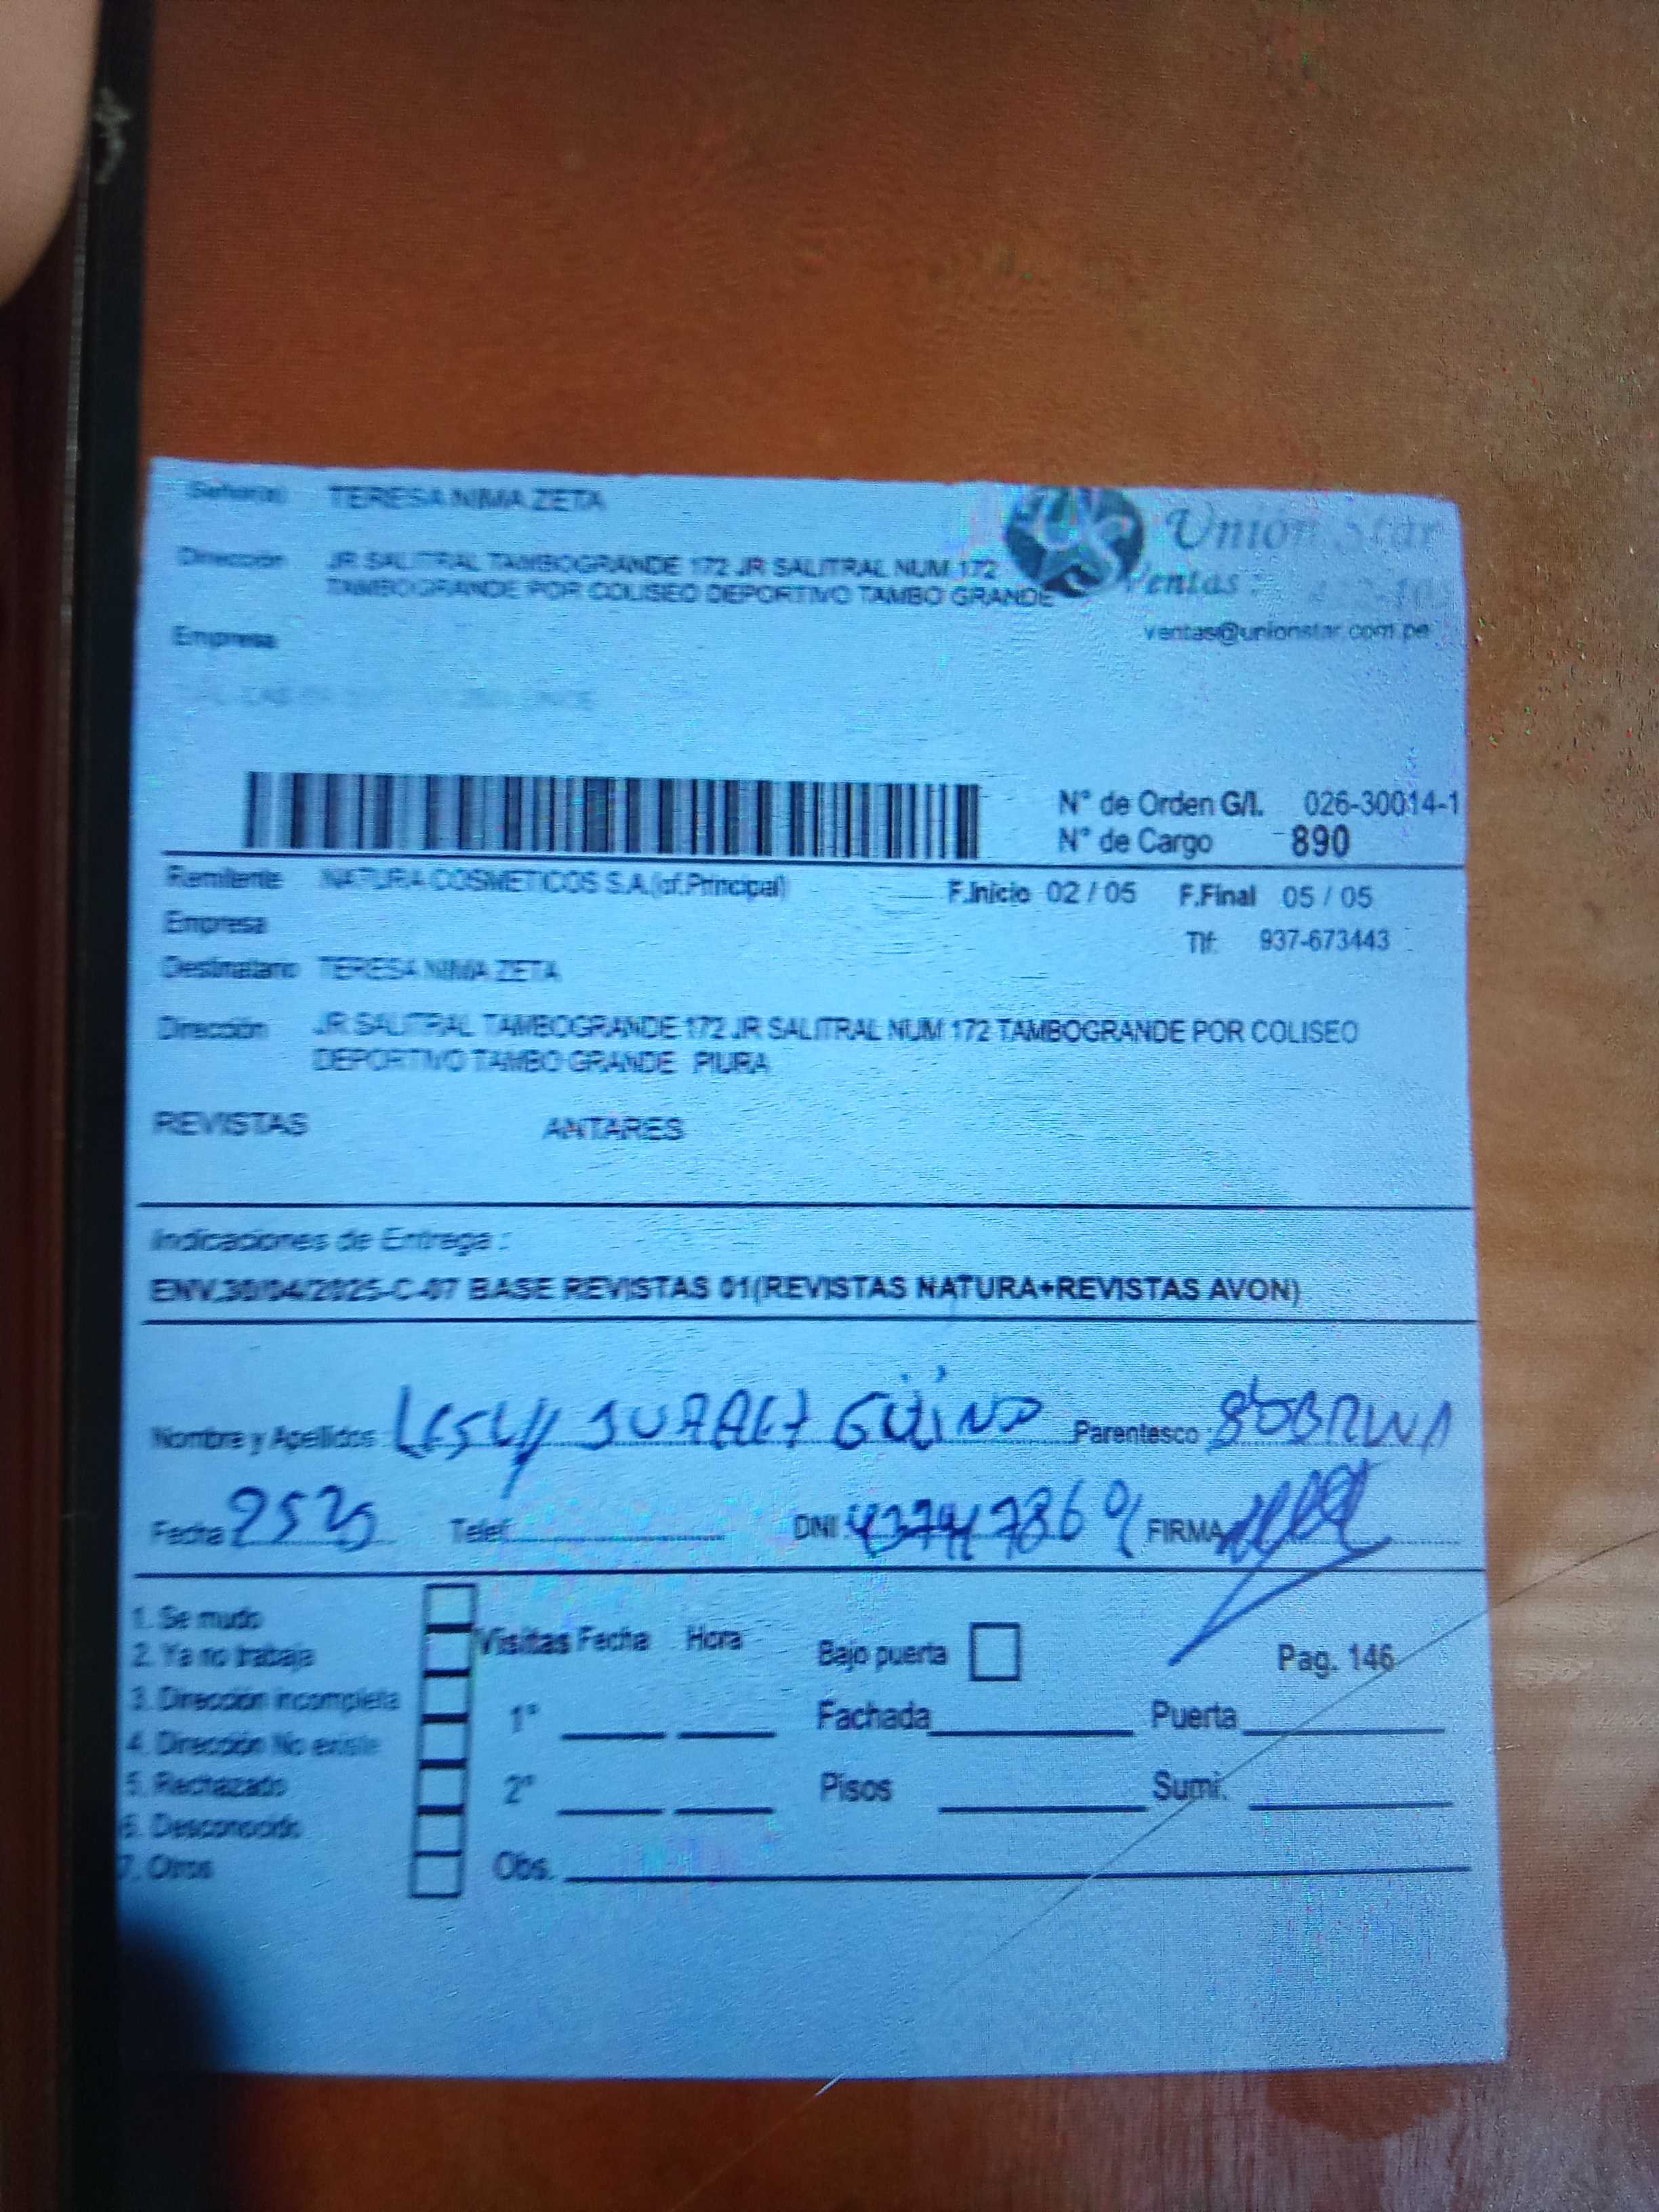 Señor(a) TERESA NIMA ZETA
Unión Star
Dirección JR SALITRAL TAMBOGRANDE 172 JR SALITRAL NUM 172
TAMBOGRANDE POR COLISEO DEPORTIVO TAMBO GRANDE
Ventas:
Empresa
ventas@unionstar.com.pe
N° de Orden G/I. 026-30014-1
N° de Cargo 890
Remitente NATURA COSMETICOS S.A.(of.Principal) F.Inicio 02 / 05 F.Final 05 / 05
Empresa
Tlf: 937-673443
Destinatario TERESA NIMA ZETA
Dirección JR SALITRAL TAMBOGRANDE 172 JR SALITRAL NUM 172 TAMBOGRANDE POR COLISEO
DEPORTIVO TAMBO GRANDE PIURA
REVISTAS ANTARES
Indicaciones de Entrega :
ENV.30/04/2025-C-07 BASE REVISTAS 01(REVISTAS NATURA+REVISTAS AVON)
Nombre y Apellidos Parentesco SOBRINA
Fecha Telef. DNI FIRMA
1. Se mudo
2. Ya no trabaja
3. Dirección incompleta
4. Dirección No existe
5. Rechazado
6. Desconocido
7. Otros
Visitas Fecha Hora Bajo puerta Pag. 146
1° Fachada Puerta
2° Pisos Sumi.
Obs.